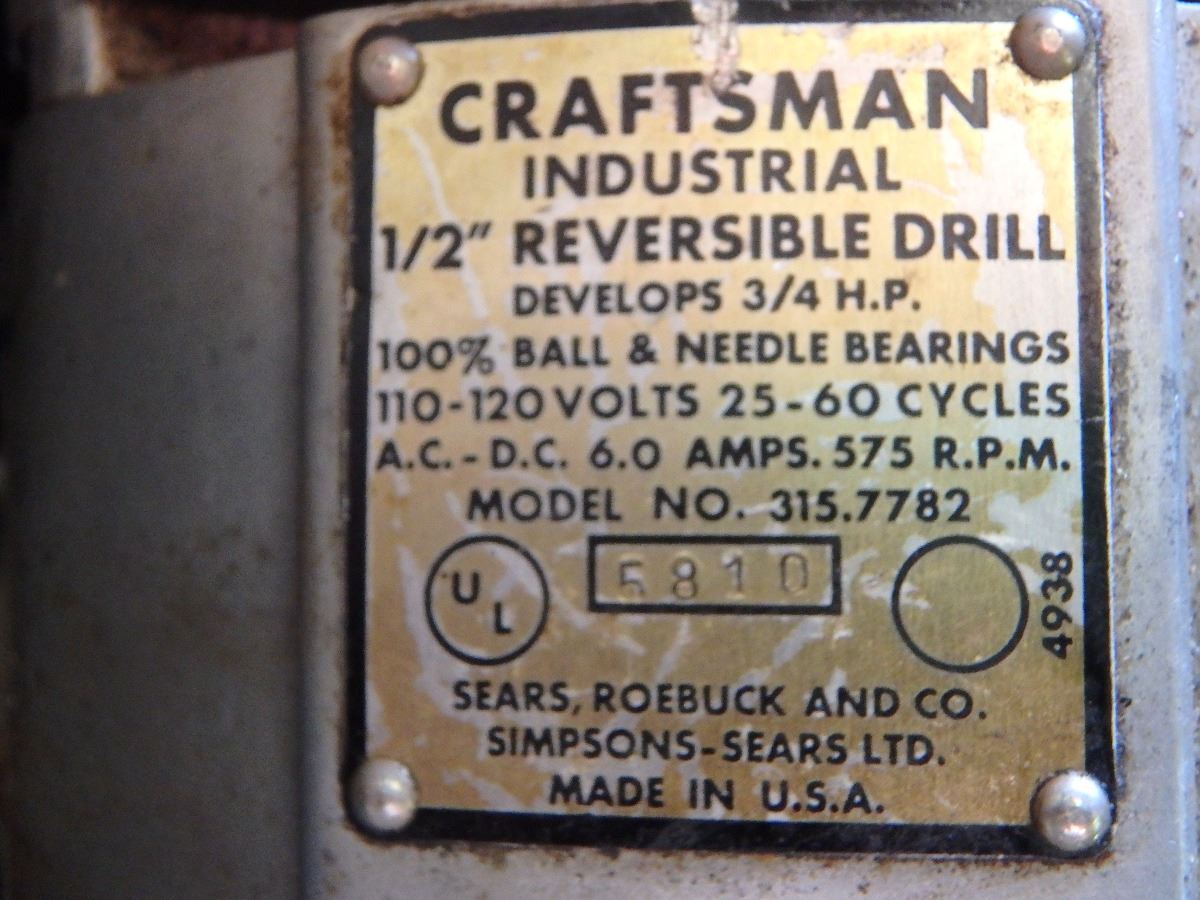 CRAFTSMAN
INDUSTRIAL
1/2" REVERSIBLE DRILL
DEVELOPS 3/4 H.P.
100% BALL & NEEDLE BEARINGS
110-120 VOLTS 25-60 CYCLES
A.C.-D.C. 6.0 AMPS. 575 R.P.M.
MODEL NO. 315.7782
UL
5810
4938
SEARS, ROEBUCK AND CO.
SIMPSONS-SEARS LTD.
MADE IN U.S.A.